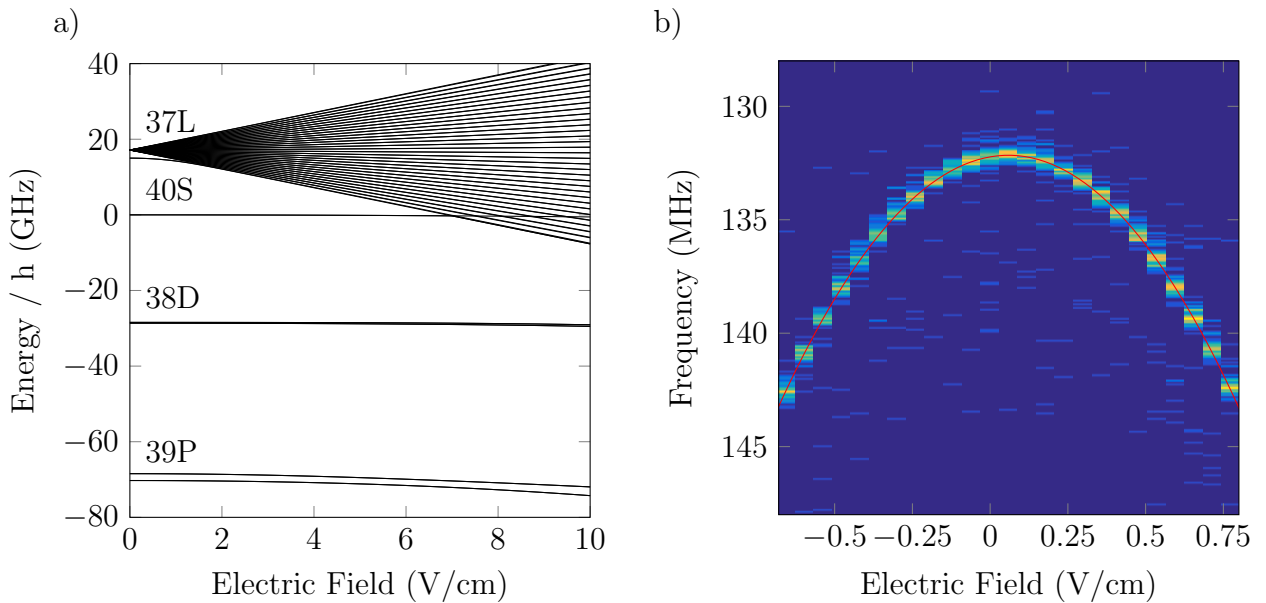 a)
40
20
0
−20
−40
−60
−80
37L
40S
38D
39P
0
2
4
6
8
10
Electric Field (V/cm)
Energy / h (GHz)
b)
130
135
140
145
−0.5
−0.25
0
0.25
0.5
0.75
Electric Field (V/cm)
Frequency (MHz)